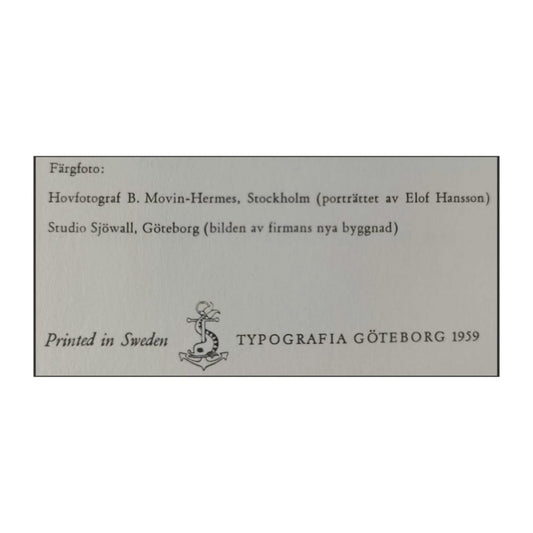 Färgfoto:
Hovfotograf B. Movin-Hermes, Stockholm (porträttet av Elof Hansson)
Studio Sjöwall, Göteborg (bilden av firmans nya byggnad)
Printed in Sweden TYPOGRAFIA GÖTEBORG 1959